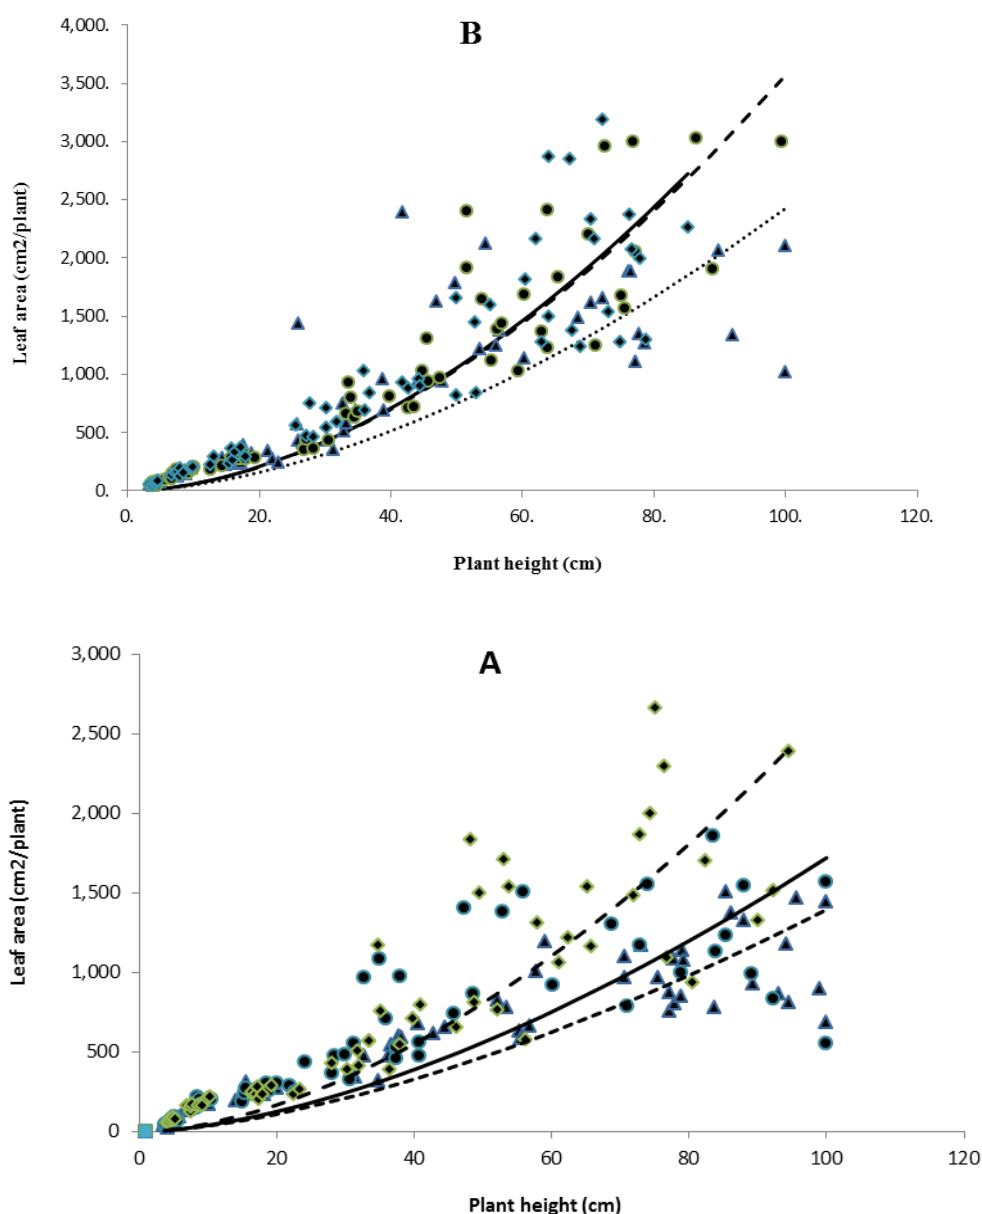 B
4,000.
3,500.
3,000.
2,500.
2,000.
1,500.
1,000.
500.
0.
Leaf area (cm2/plant)
0. 20. 40. 60. 80. 100. 120.
Plant height (cm)
A
3,000
2,500
2,000
1,500
1,000
500
0
Leaf area (cm2/plant)
0 20 40 60 80 100 120
Plant height (cm)